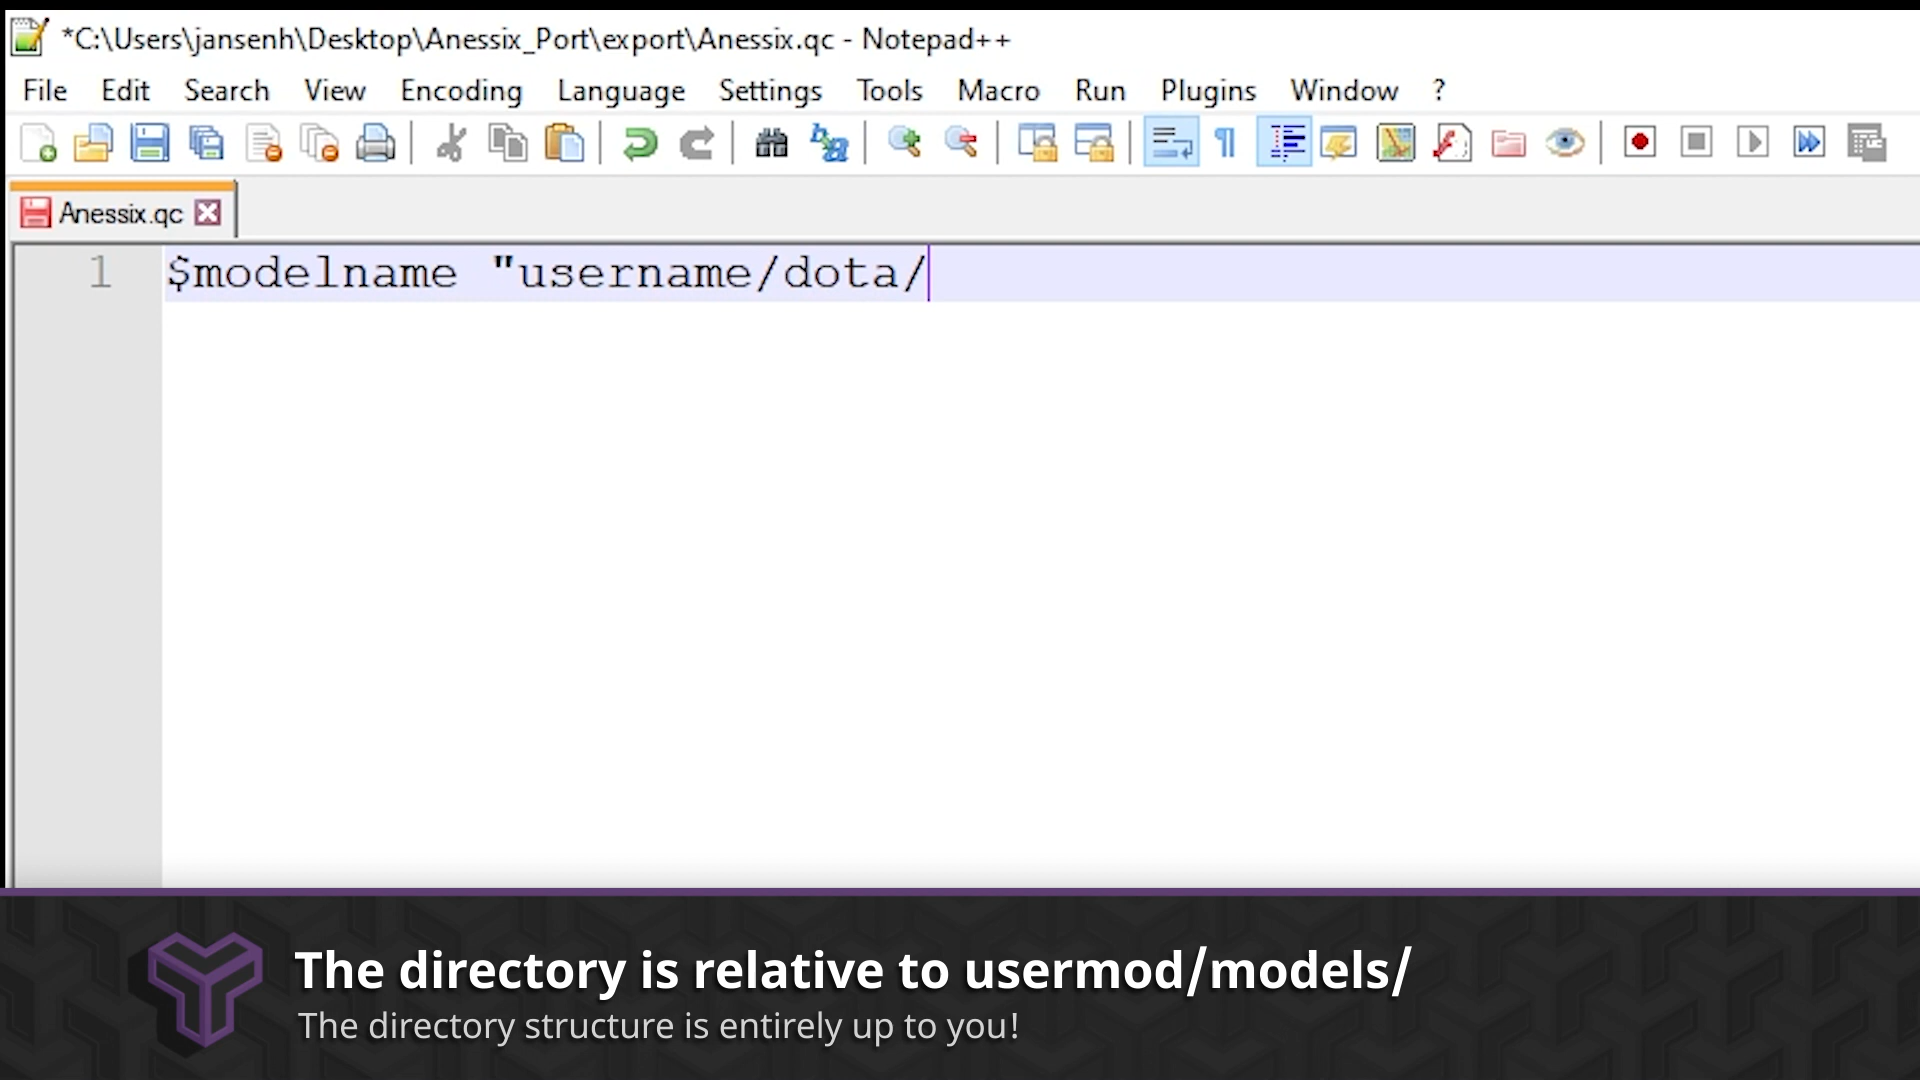 *C:\Users\jansenh\Desktop\Anessix_Port\export\Anessix.qc - Notepad++
File Edit Search View Encoding Language Settings Tools Macro Run Plugins Window ?
Anessix.qc
1 $modelname "username/dota/
The directory is relative to usermod/models/
The directory structure is entirely up to you!